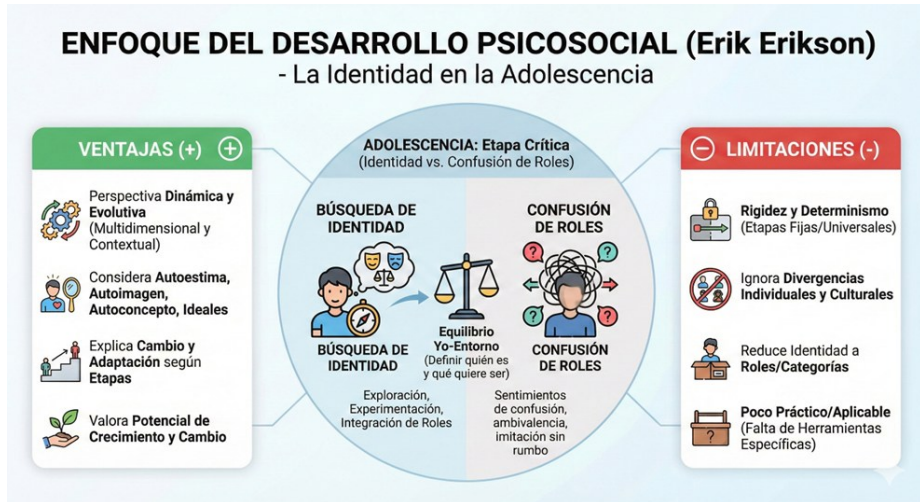 ENFOQUE DEL DESARROLLO PSICOSOCIAL (Erik Erikson)
- La Identidad en la Adolescencia
VENTAJAS (+)
Perspectiva Dinámica y
Evolutiva
(Multidimensional y
Contextual)
Considera Autoestima,
Autoimagen,
Autoconcepto, Ideales
Explica Cambio y
Adaptación según
Etapas
Valora Potencial de
Crecimiento y Cambio
ADOLESCENCIA: Etapa Crítica
(Identidad vs. Confusión de Roles)
BÚSQUEDA DE
IDENTIDAD
BÚSQUEDA DE
IDENTIDAD
Exploración,
Experimentación,
Integración de Roles
Equilibrio
Yo-Entorno
(Definir quién es
y qué quiere ser)
CONFUSIÓN
DE ROLES
?
?
?
?
CONFUSIÓN
DE ROLES
Sentimientos
de confusión,
ambivalencia,
imitación sin
rumbo
LIMITACIONES (-)
Rigidez y Determinismo
(Etapas Fijas/Universales)
Ignora Divergencias
Individuales y Culturales
Reduce Identidad a
Roles/Categorías
?
Poco Práctico/Aplicable
(Falta de Herramientas
Específicas)